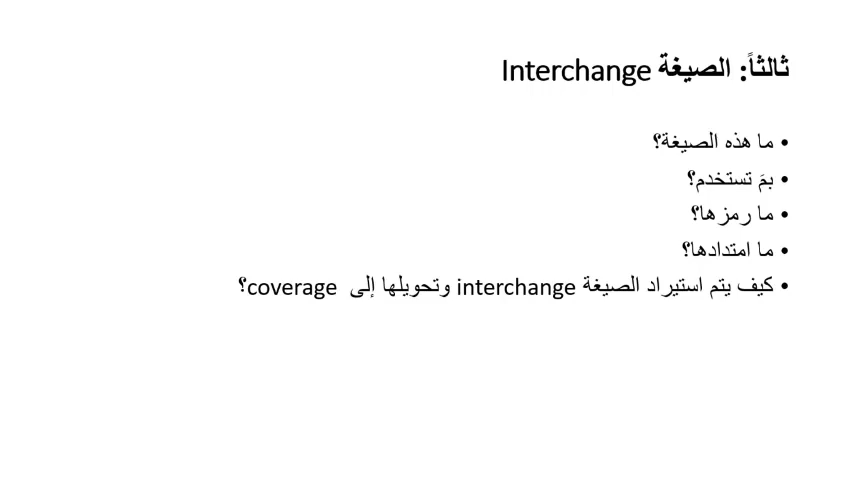 ثالثاً: الصيغة Interchange
• ما هذه الصيغة؟
• بمَ تستخدم؟
• ما رمزها؟
• ما امتدادها؟
• كيف يتم استيراد الصيغة interchange وتحويلها إلى coverage؟